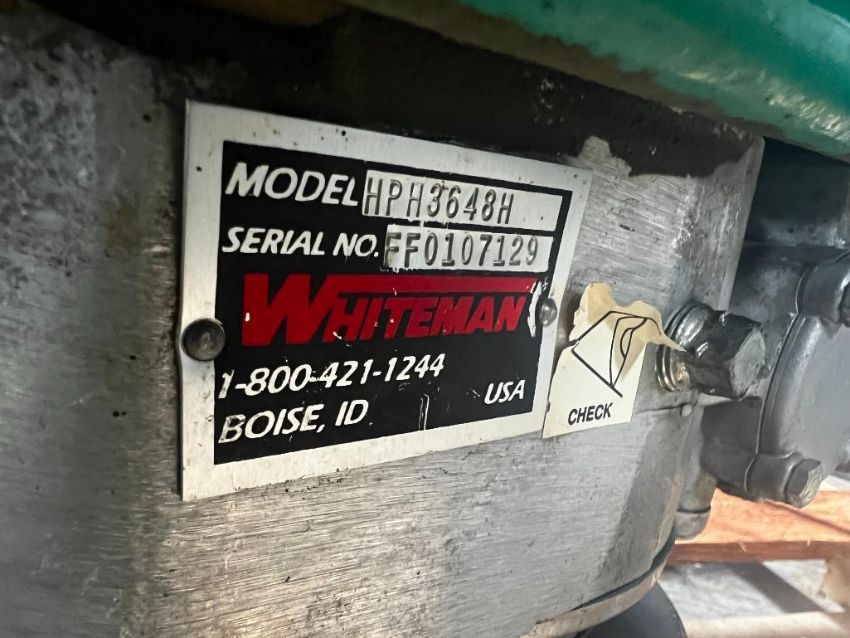 MODEL HPH3648H
SERIAL NO. FF0107129
WHITEMAN
1-800-421-1244
BOISE, ID
USA
CHECK